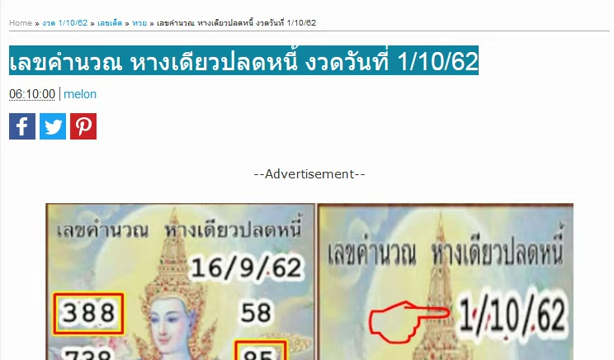 Home » งวด 1/10/62 » เลขเด็ด » หวย » เลขคำนวณ หางเดียวปลดหนี้ งวดวันที่ 1/10/62
เลขคำนวณ หางเดียวปลดหนี้ งวดวันที่ 1/10/62
06:10:00 | melon
--Advertisement--
เลขคำนวณ หางเดียวปลดหนี้
16/9/62
388 58
738 85
เลขคำนวณ หางเดียวปลดหนี้
1/10/62